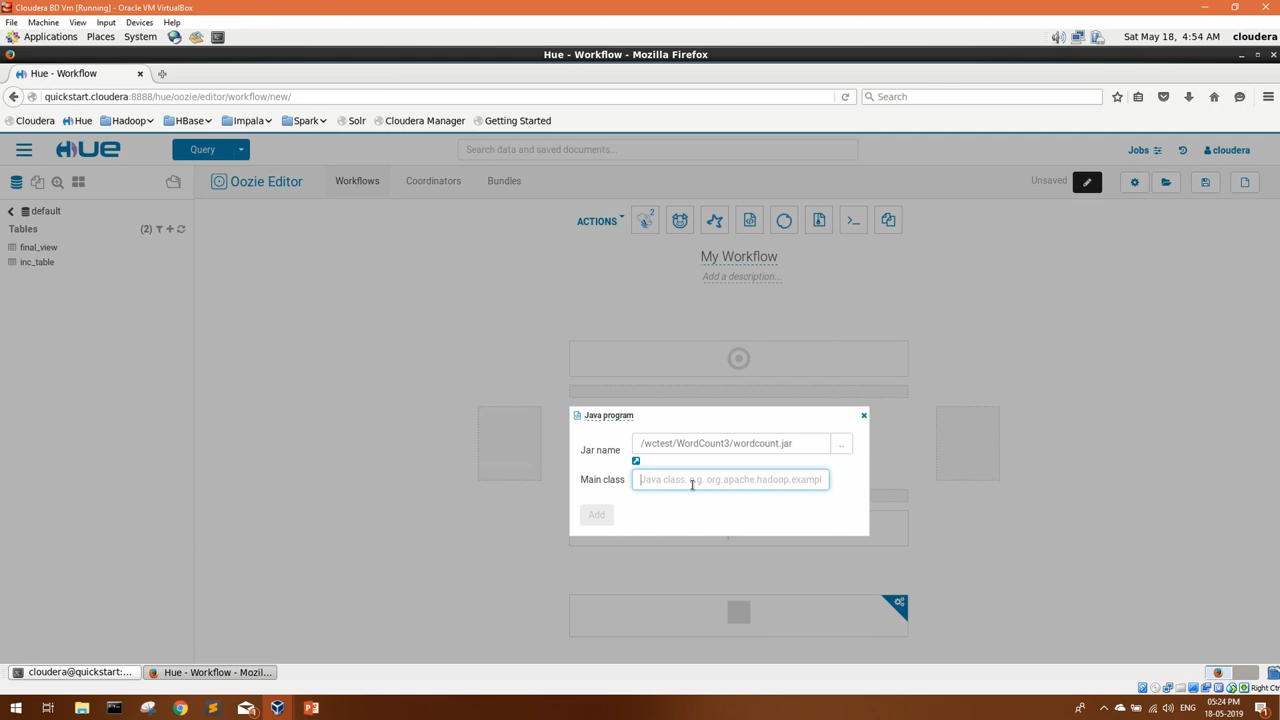 Cloudera BD Vm [Running] - Oracle VM VirtualBox
File Machine View Input Devices Help
Applications Places System Sat May 18, 4:54 AM cloudera
Hue - Workflow - Mozilla Firefox
Hue - Workflow
quickstart.cloudera:8888/hue/oozie/editor/workflow/new/ Search
Cloudera Hue Hadoop HBase Impala Spark Solr Cloudera Manager Getting Started
HUE Query Search data and saved documents... Jobs cloudera
Oozie Editor Workflows Coordinators Bundles Unsaved
default
Tables (2)
final_view
inc_table
ACTIONS 2
My Workflow
Add a description...
Java program
Jar name /wctest/WordCount3/wordcount.jar ..
Main class Java class. e.g. org.apache.hadoop.exampl
Add
cloudera@quickstart:... Hue - Workflow - Mozil...
Right Ctrl
ENG 05:24 PM
18-05-2019